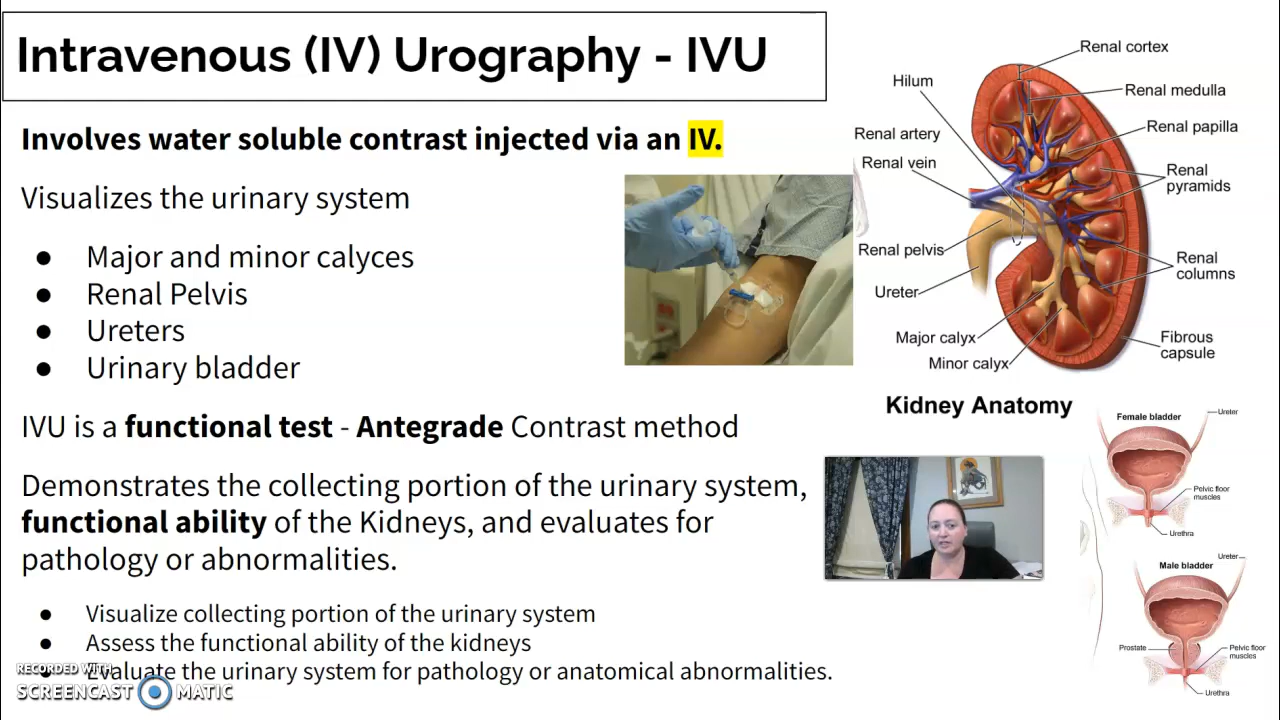 Intravenous (IV) Urography - IVU
Involves water soluble contrast injected via an IV.
Visualizes the urinary system
● Major and minor calyces
● Renal Pelvis
● Ureters
● Urinary bladder
IVU is a functional test - Antegrade Contrast method
Demonstrates the collecting portion of the urinary system,
functional ability of the Kidneys, and evaluates for
pathology or abnormalities.
● Visualize collecting portion of the urinary system
● Assess the functional ability of the kidneys
● Evaluate the urinary system for pathology or anatomical abnormalities.
RECORDED WITH
SCREENCAST MATIC
Renal cortex
Hilum
Renal medulla
Renal artery
Renal papilla
Renal vein
Renal
pyramids
Renal pelvis
Renal
columns
Ureter
Major calyx
Fibrous
capsule
Minor calyx
Kidney Anatomy
Female bladder
Ureter
Pelvic floor
muscles
Urethra
Ureter
Male bladder
Prostate
Pelvic floor
muscles
Urethra